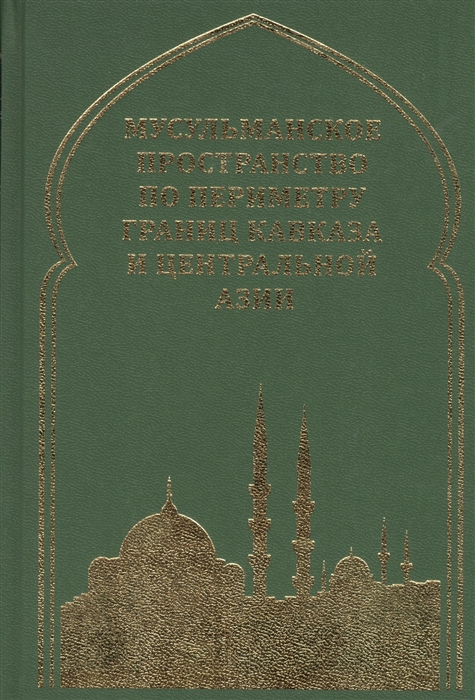 МУСУЛЬМАНСКОЕ
ПРОСТРАНСТВО
ПО ПЕРИМЕТРУ
ГРАНИЦ КАВКАЗА
И ЦЕНТРАЛЬНОЙ
АЗИИ